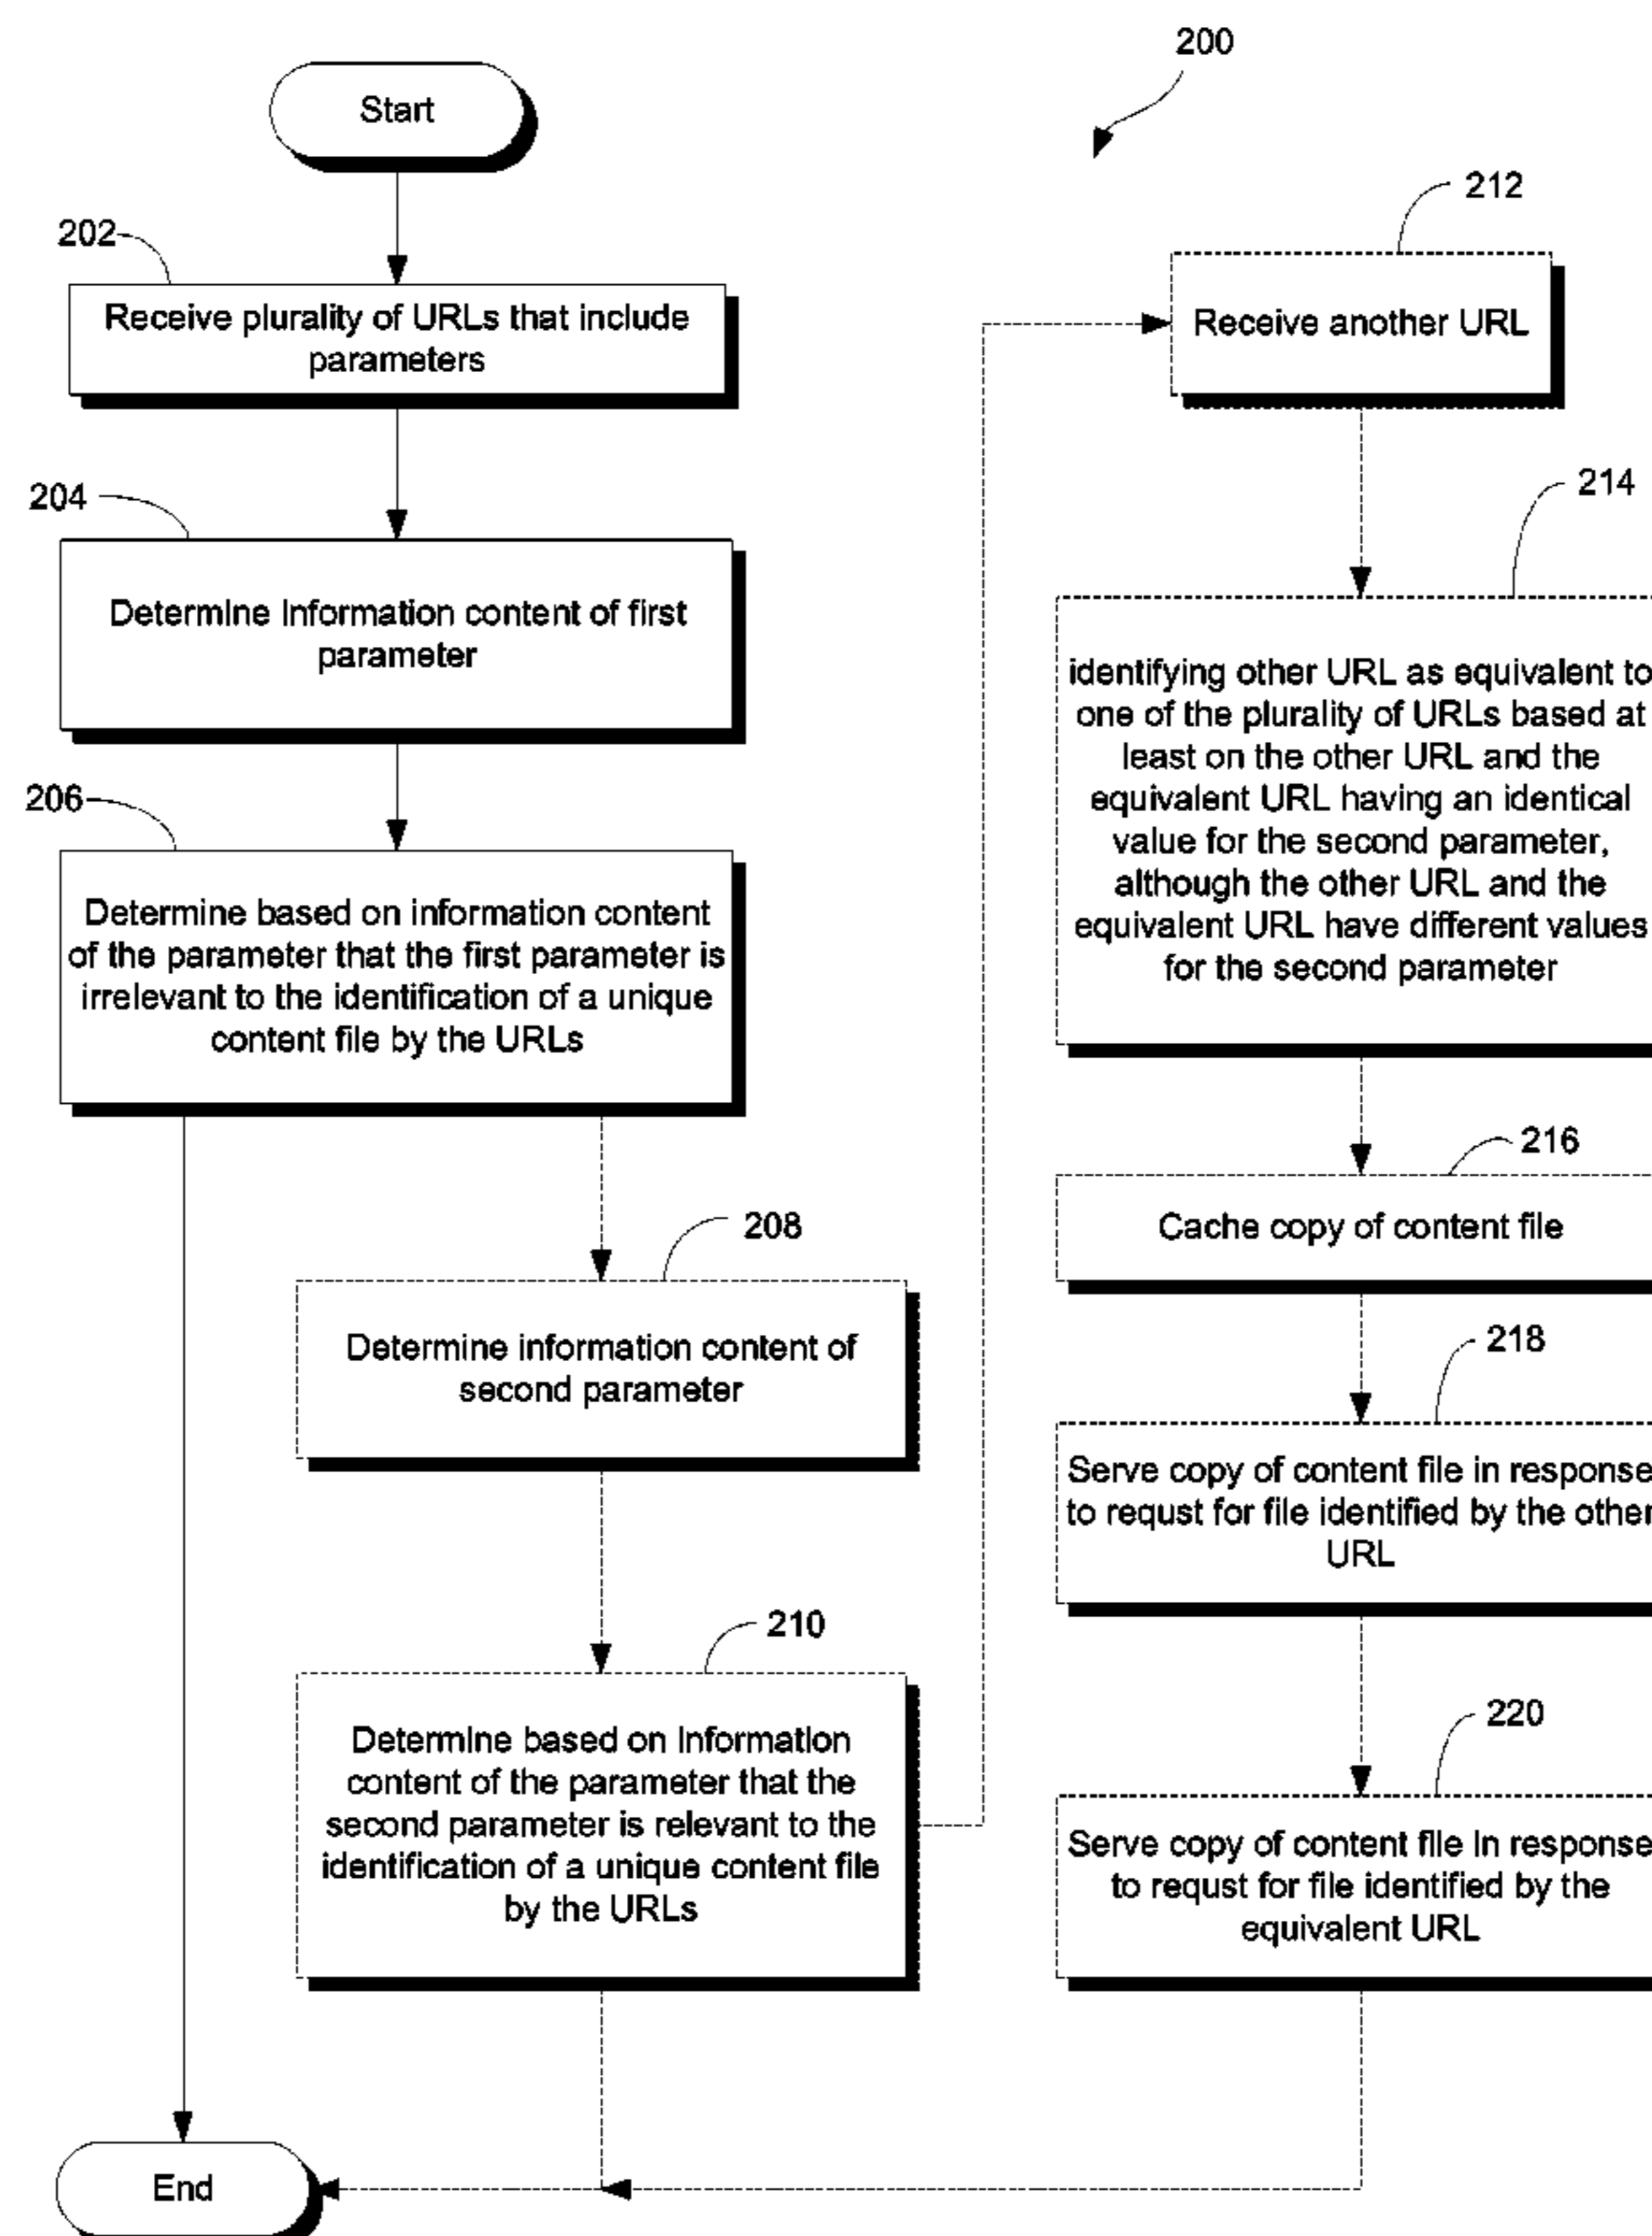 200
Start
202
Receive plurality of URLs that include
parameters
204
Determine information content of first
parameter
206
Determine based on information content
of the parameter that the first parameter is
irrelevant to the identification of a unique
content file by the URLs
208
Determine information content of
second parameter
210
Determine based on information
content of the parameter that the
second parameter is relevant to the
identification of a unique content file
by the URLs
End
212
Receive another URL
214
identifying other URL as equivalent to
one of the plurality of URLs based at
least on the other URL and the
equivalent URL having an identical
value for the second parameter,
although the other URL and the
equivalent URL have different values
for the second parameter
216
Cache copy of content file
218
Serve copy of content file in response
to requst for file identified by the other
URL
220
Serve copy of content file in response
to requst for file identified by the
equivalent URL